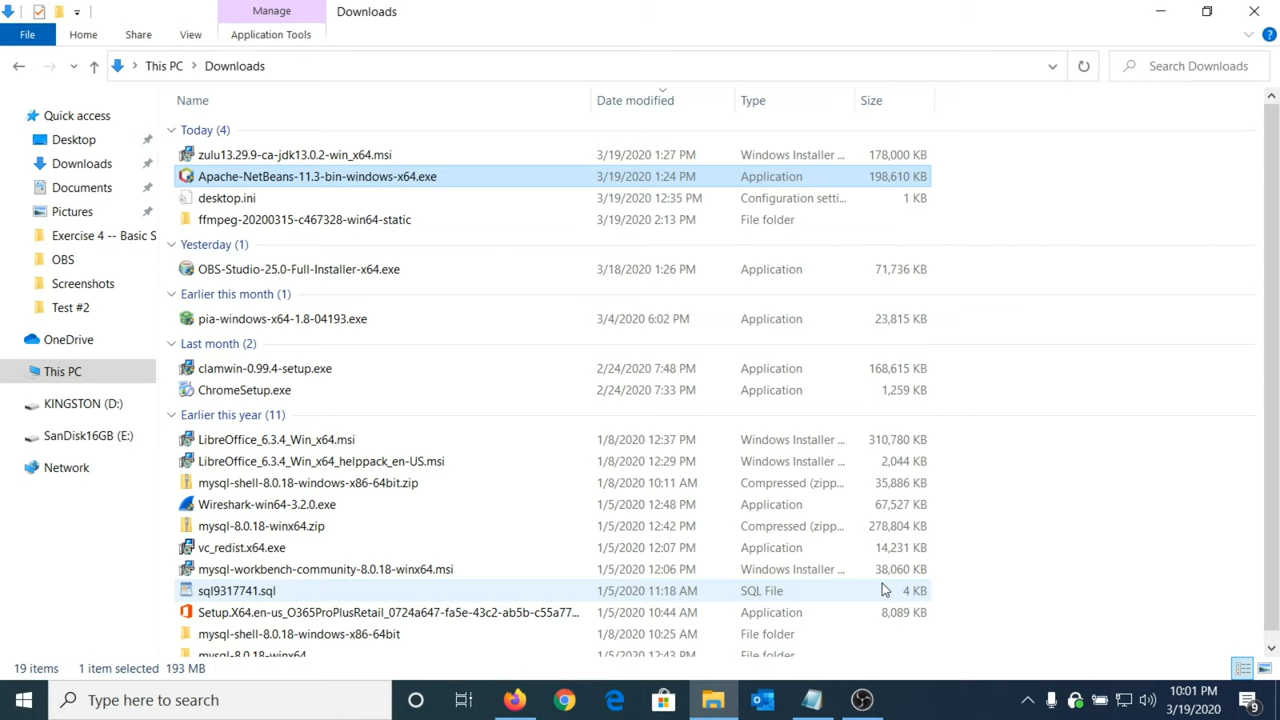 Manage
Downloads
File
Home
Share
View
Application Tools
This PC
Downloads
Search Downloads
Name
Date modified
Type
Size
Quick access
Desktop
Downloads
Documents
Pictures
Exercise 4 -- Basic S
OBS
Screenshots
Test #2
OneDrive
This PC
KINGSTON (D:)
SanDisk16GB (E:)
Network
Today (4)
zulu13.29.9-ca-jdk13.0.2-win_x64.msi 3/19/2020 1:27 PM Windows Installer ... 178,000 KB
Apache-NetBeans-11.3-bin-windows-x64.exe 3/19/2020 1:24 PM Application 198,610 KB
desktop.ini 3/19/2020 12:35 PM Configuration setti... 1 KB
ffmpeg-20200315-c467328-win64-static 3/19/2020 2:13 PM File folder
Yesterday (1)
OBS-Studio-25.0-Full-Installer-x64.exe 3/18/2020 1:26 PM Application 71,736 KB
Earlier this month (1)
pia-windows-x64-1.8-04193.exe 3/4/2020 6:02 PM Application 23,815 KB
Last month (2)
clamwin-0.99.4-setup.exe 2/24/2020 7:48 PM Application 168,615 KB
ChromeSetup.exe 2/24/2020 7:33 PM Application 1,259 KB
Earlier this year (11)
LibreOffice_6.3.4_Win_x64.msi 1/8/2020 12:37 PM Windows Installer ... 310,780 KB
LibreOffice_6.3.4_Win_x64_helppack_en-US.msi 1/8/2020 12:29 PM Windows Installer ... 2,044 KB
mysql-shell-8.0.18-windows-x86-64bit.zip 1/8/2020 10:11 AM Compressed (zipp... 35,886 KB
Wireshark-win64-3.2.0.exe 1/5/2020 12:48 PM Application 67,527 KB
mysql-8.0.18-winx64.zip 1/5/2020 12:42 PM Compressed (zipp... 278,804 KB
vc_redist.x64.exe 1/5/2020 12:07 PM Application 14,231 KB
mysql-workbench-community-8.0.18-winx64.msi 1/5/2020 12:06 PM Windows Installer ... 38,060 KB
sql9317741.sql 1/5/2020 11:18 AM SQL File 4 KB
Setup.X64.en-us_O365ProPlusRetail_0724a647-fa5e-43c2-ab5b-c55a77... 1/5/2020 10:44 AM Application 8,089 KB
mysql-shell-8.0.18-windows-x86-64bit 1/8/2020 10:25 AM File folder
mysql-8.0.18-winx64 1/5/2020 12:43 PM File folder
19 items 1 item selected 193 MB
Type here to search
10:01 PM
3/19/2020
9